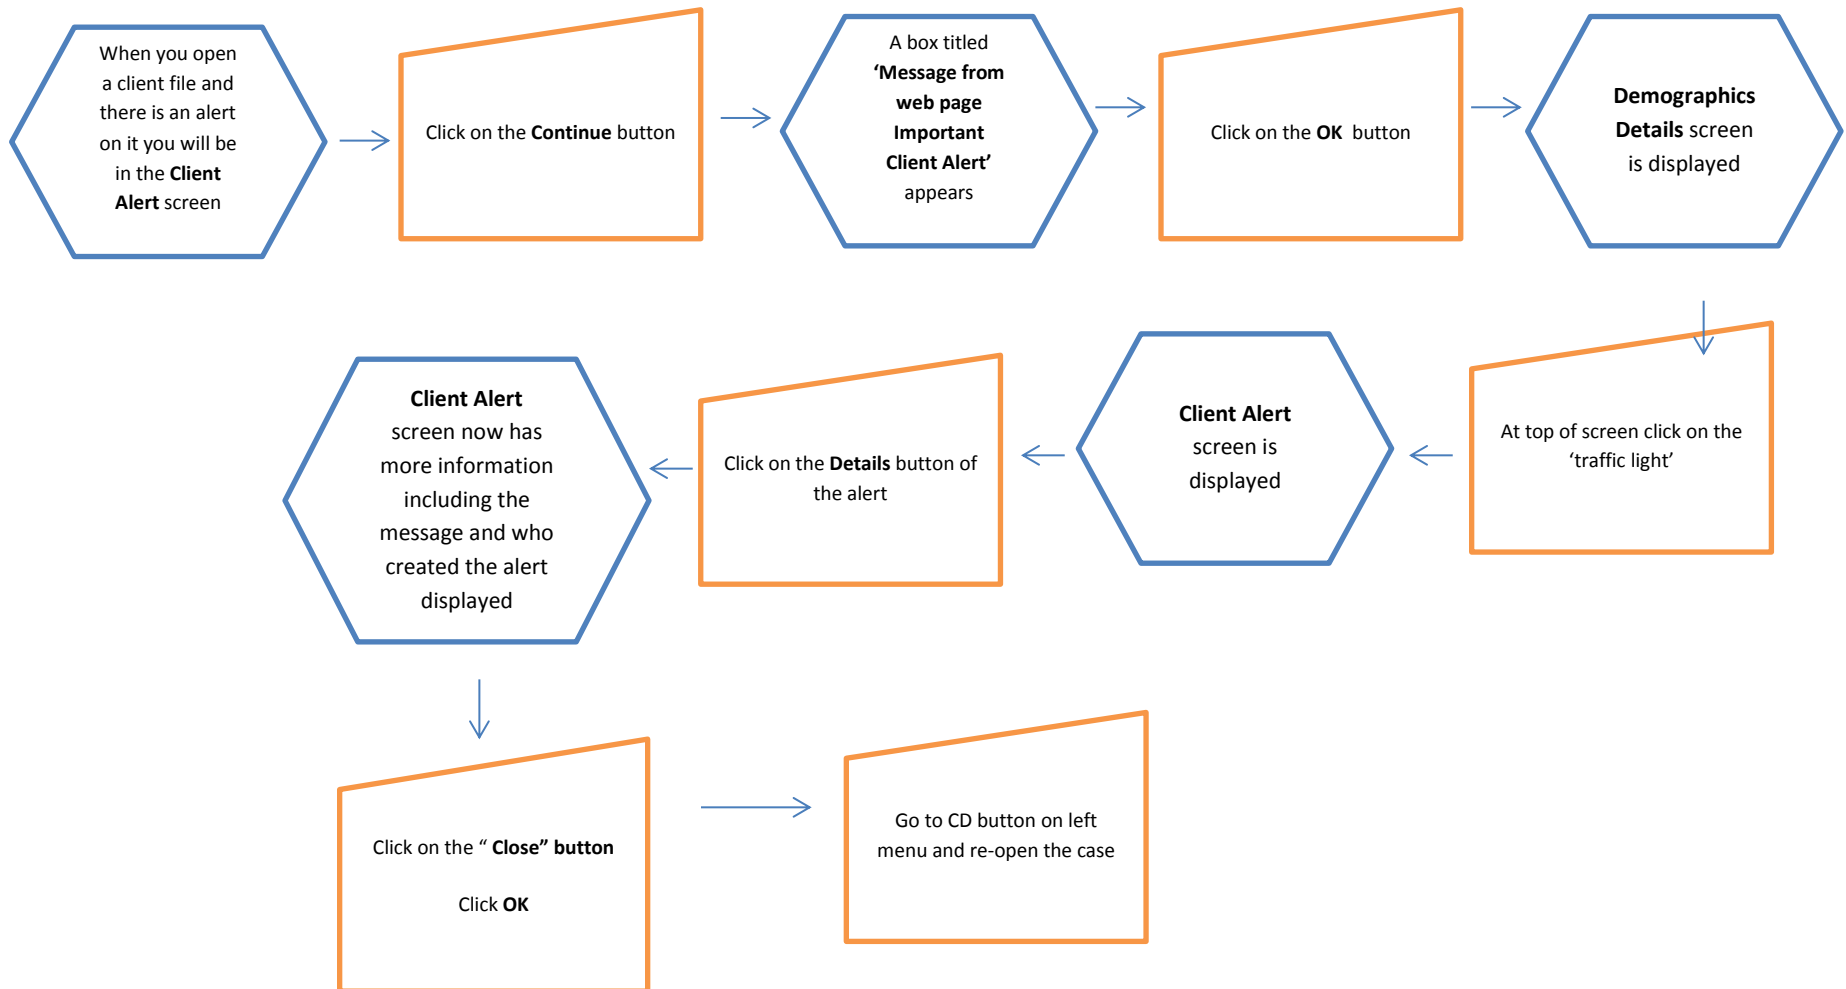 When you open
a client file and
there is an alert
on it you will be
in the Client
Alert screen
Click on the Continue button
A box titled
‘Message from
web page
Important
Client Alert’
appears
Click on the OK button
Demographics
Details screen
is displayed
At top of screen click on the
‘traffic light’
Client Alert
screen is
displayed
Click on the Details button of
the alert
Client Alert
screen now has
more information
including the
message and who
created the alert
displayed
Click on the “ Close” button
Click OK
Go to CD button on left
menu and re-open the case